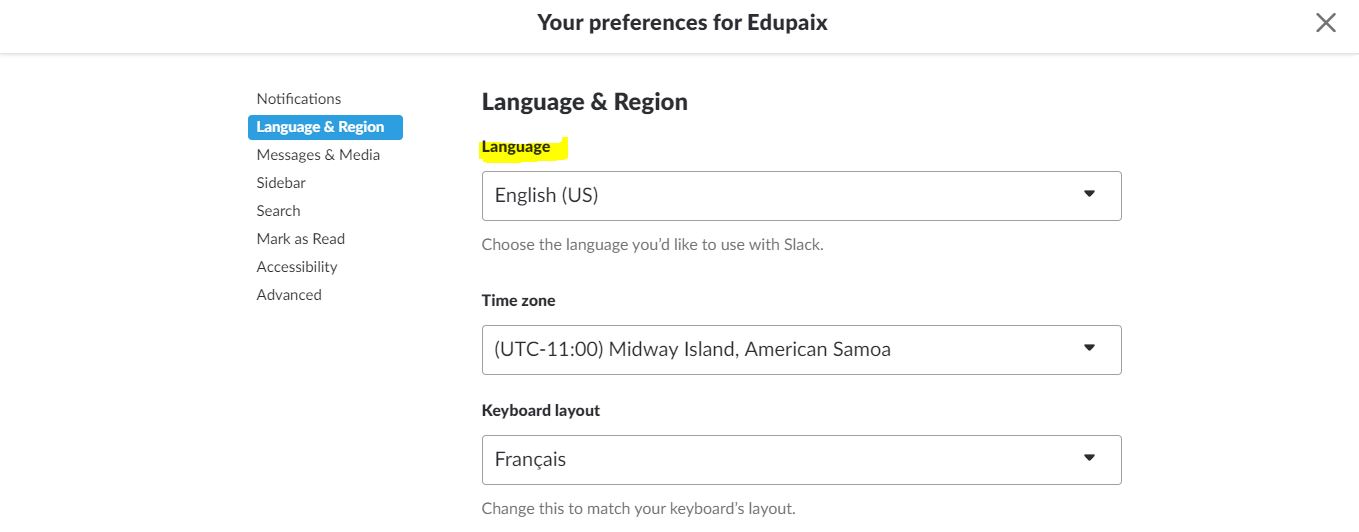 Your preferences for Edupaix
Notifications
Language & Region
Messages & Media
Sidebar
Search
Mark as Read
Accessibility
Advanced
Language & Region
Language
English (US)
Choose the language you’d like to use with Slack.
Time zone
(UTC-11:00) Midway Island, American Samoa
Keyboard layout
Français
Change this to match your keyboard’s layout.